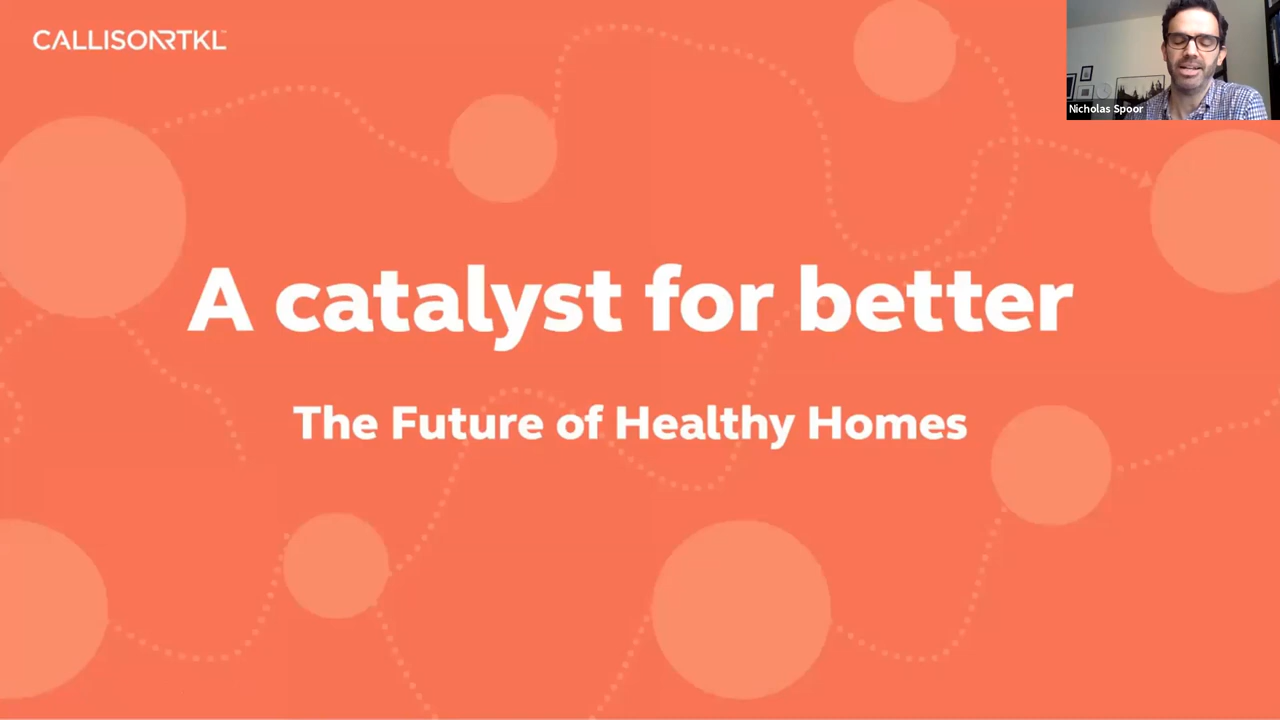 CALLISONRTKL
Nicholas Spoor
A catalyst for better
The Future of Healthy Homes